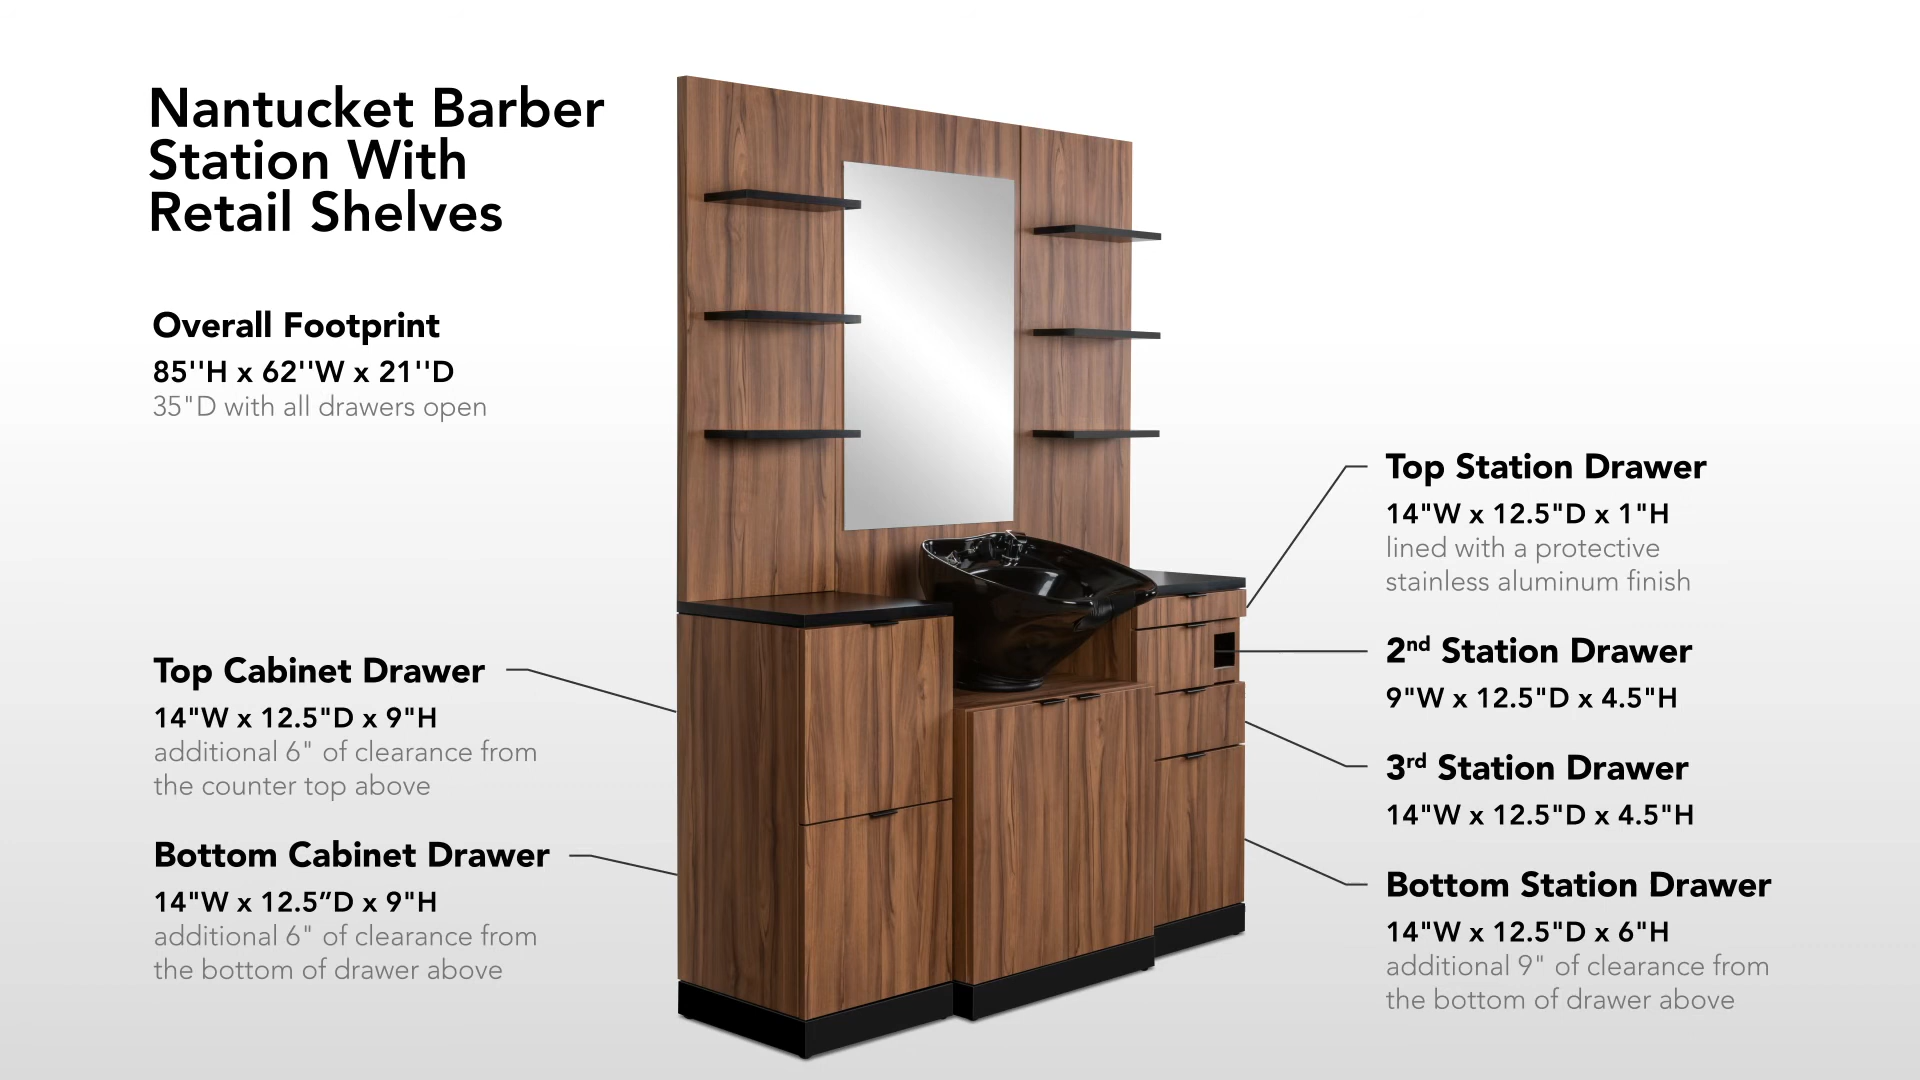 Nantucket Barber
Station With
Retail Shelves
Overall Footprint
85''H x 62''W x 21''D
35"D with all drawers open
Top Cabinet Drawer
14"W x 12.5"D x 9"H
additional 6" of clearance from
the counter top above
Bottom Cabinet Drawer
14"W x 12.5”D x 9"H
additional 6" of clearance from
the bottom of drawer above
Top Station Drawer
14"W x 12.5"D x 1"H
lined with a protective
stainless aluminum finish
2nd Station Drawer
9"W x 12.5"D x 4.5"H
3rd Station Drawer
14"W x 12.5"D x 4.5"H
Bottom Station Drawer
14"W x 12.5"D x 6"H
additional 9" of clearance from
the bottom of drawer above